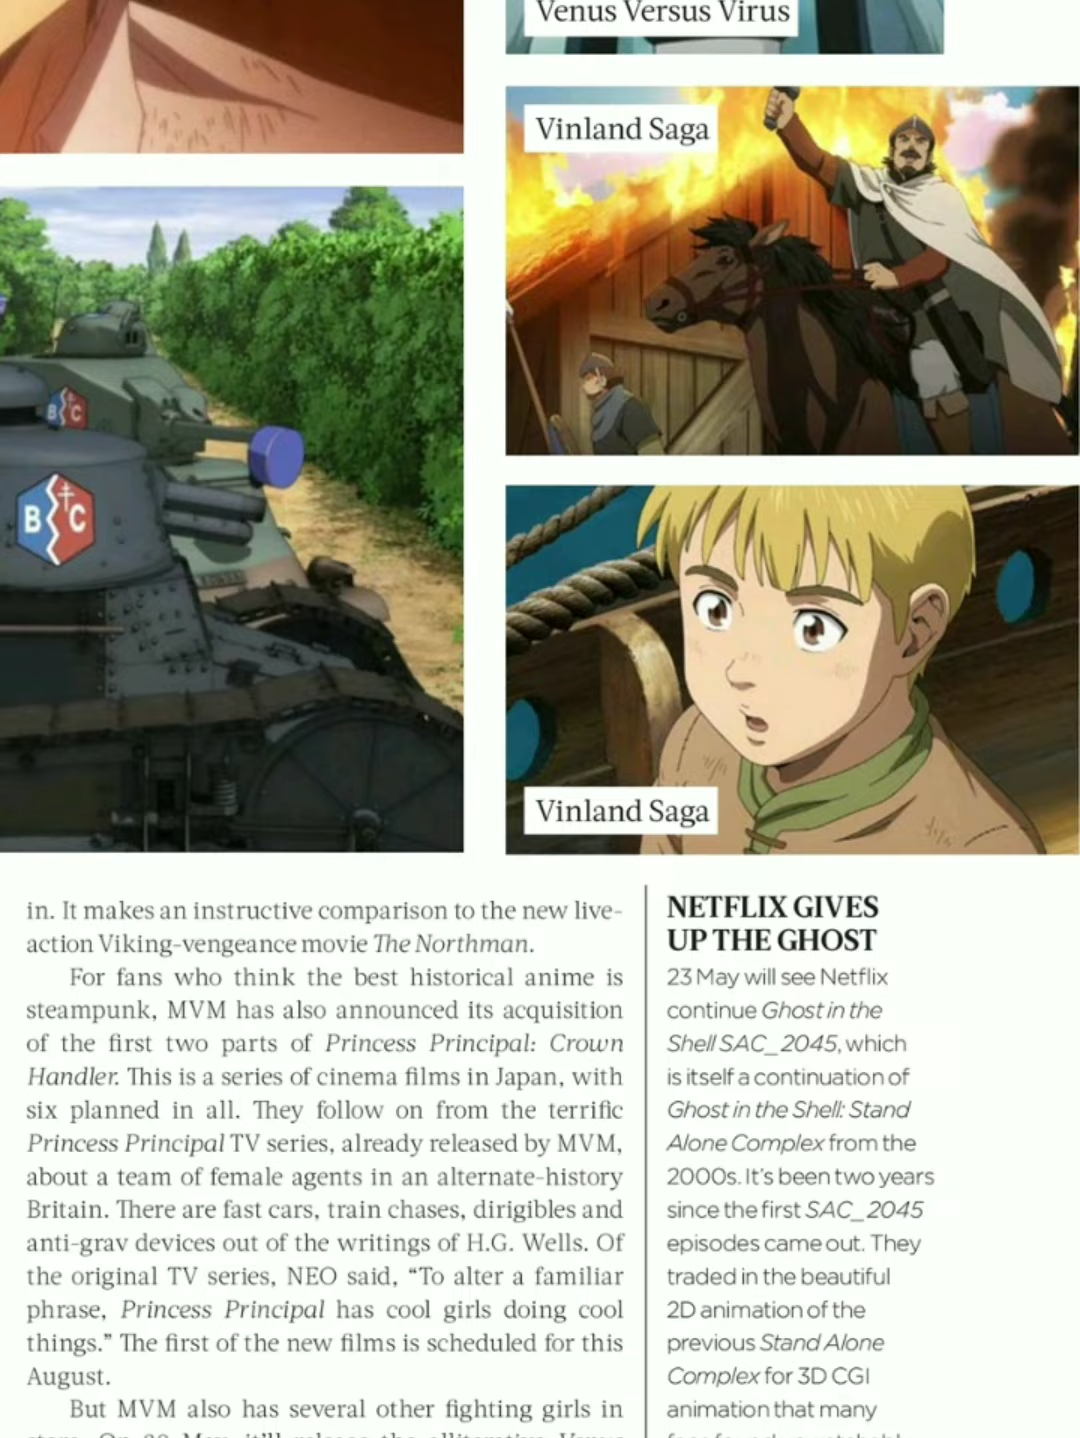 Venus Versus Virus
Vinland Saga
B C
B C
Vinland Saga
in. It makes an instructive comparison to the new live-
action Viking-vengeance movie The Northman.
For fans who think the best historical anime is
steampunk, MVM has also announced its acquisition
of the first two parts of Princess Principal: Crown
Handler. This is a series of cinema films in Japan, with
six planned in all. They follow on from the terrific
Princess Principal TV series, already released by MVM,
about a team of female agents in an alternate-history
Britain. There are fast cars, train chases, dirigibles and
anti-grav devices out of the writings of H.G. Wells. Of
the original TV series, NEO said, “To alter a familiar
phrase, Princess Principal has cool girls doing cool
things.” The first of the new films is scheduled for this
August.
But MVM also has several other fighting girls in
NETFLIX GIVES
UP THE GHOST
23 May will see Netflix
continue Ghost in the
Shell SAC_2045, which
is itself a continuation of
Ghost in the Shell: Stand
Alone Complex from the
2000s. It’s been two years
since the first SAC_2045
episodes came out. They
traded in the beautiful
2D animation of the
previous Stand Alone
Complex for 3D CGI
animation that many